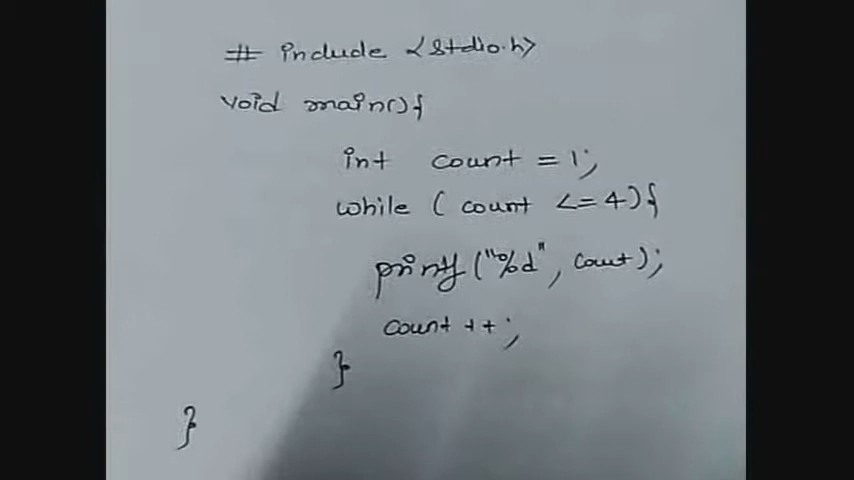 # include <stdio.h>
void main(){
int count = 1;
while ( count <= 4){
printf ("%d", count);
count ++;
}
}